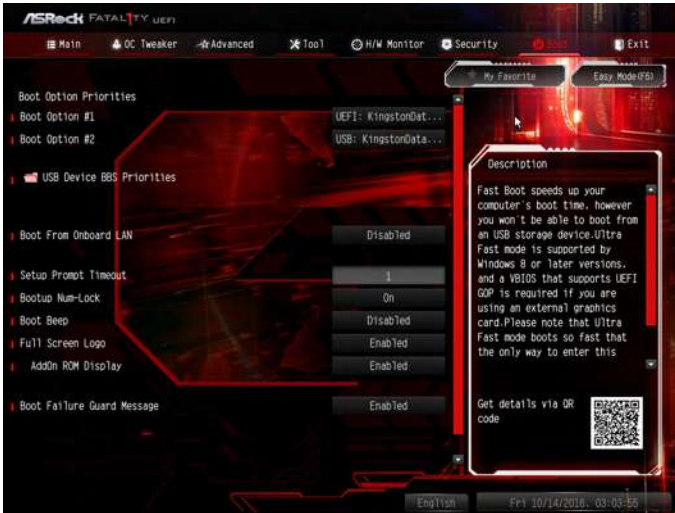 ASRock FATAL1TY UEFI
Main OC Tweaker Advanced Tool H/W Monitor Security Boot Exit
My Favorite Easy Mode(F6)
Boot Option Priorities
Boot Option #1 UEFI: KingstonDat...
Boot Option #2 USB: KingstonData...
USB Device BBS Priorities
Boot From Onboard LAN Disabled
Setup Prompt Timeout 1
Bootup Num-Lock On
Boot Beep Disabled
Full Screen Logo Enabled
AddOn ROM Display Enabled
Boot Failure Guard Message Enabled
Description
Fast Boot speeds up your
computer's boot time, however
you won't be able to boot from
an USB storage device.Ultra
Fast mode is supported by
Windows 8 or later versions,
and a VBIOS that supports UEFI
GOP is required if you are
using an external graphics
card.Please note that Ultra
Fast mode boots so fast that
the only way to enter this
Get details via QR
code
English Fri 10/14/2016, 03:03:55